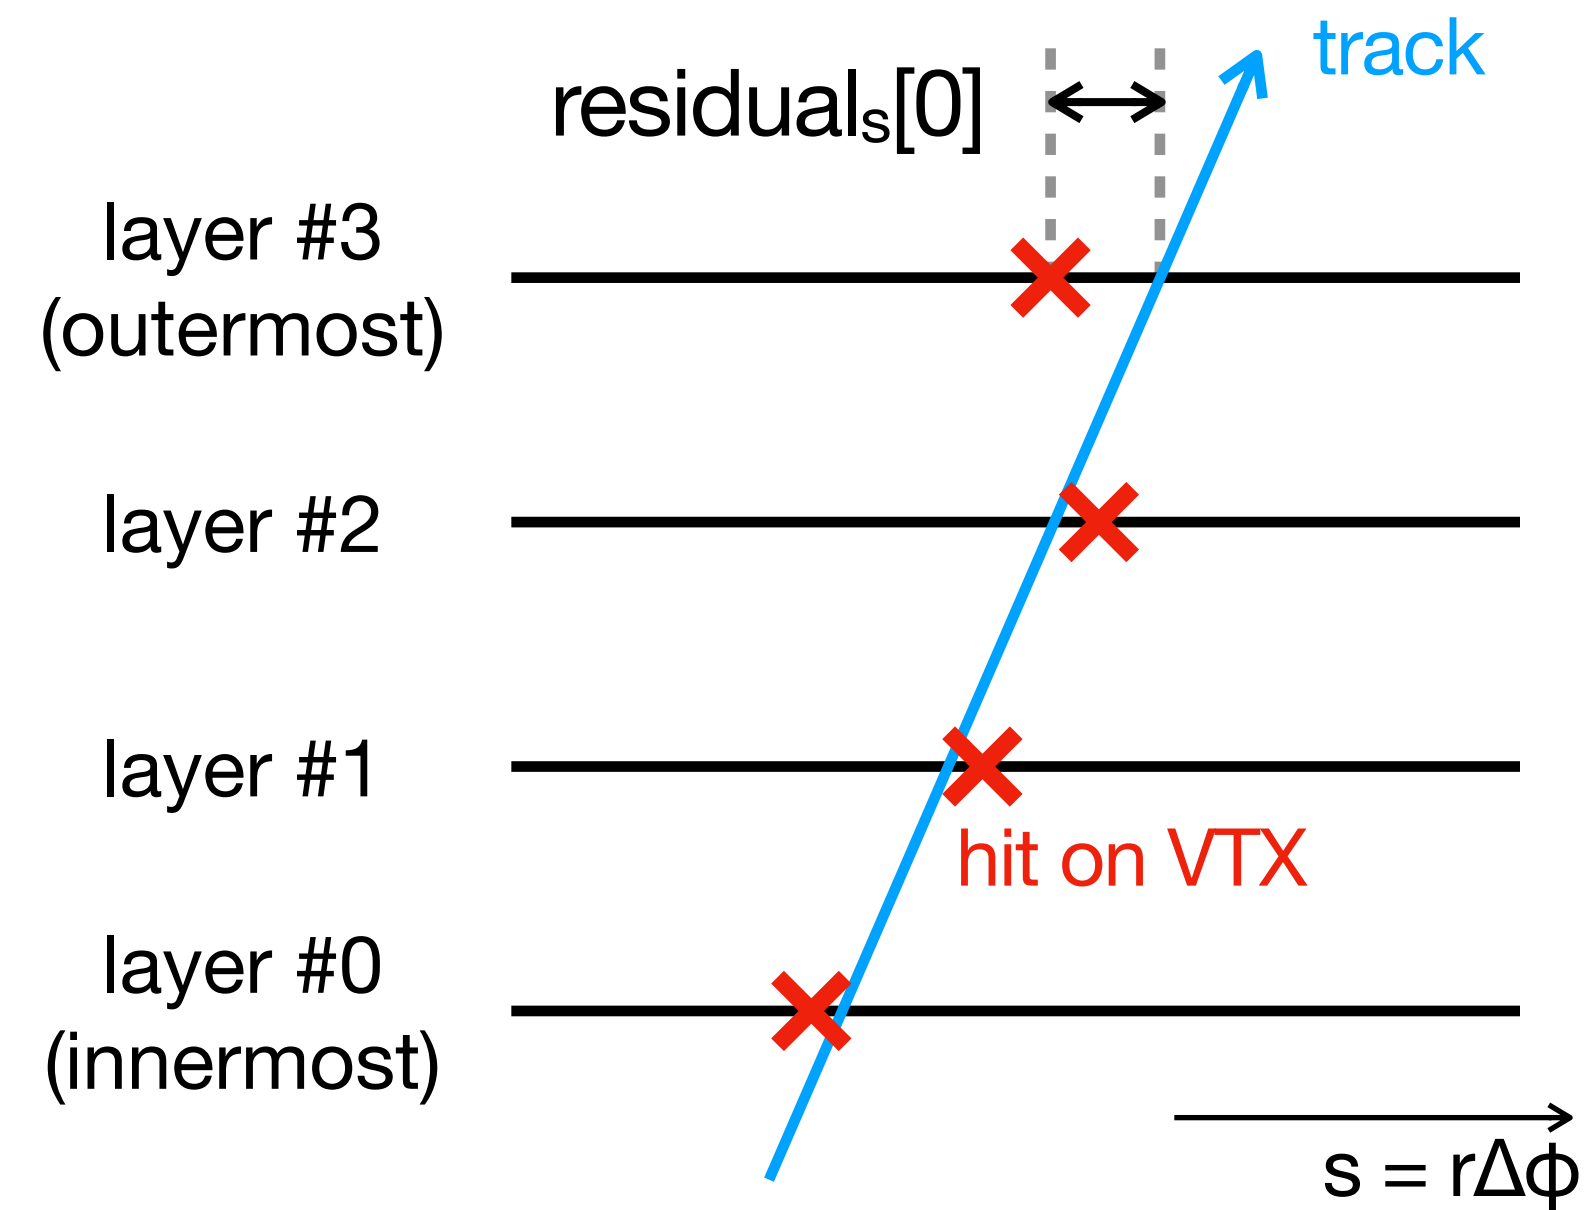 track
residualₛ[0]
layer #3
(outermost)
layer #2
layer #1
hit on VTX
layer #0
(innermost)
s = rΔϕ